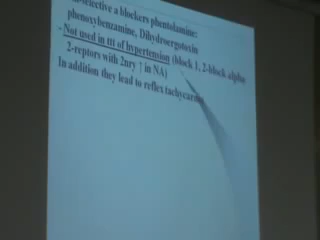 -selective a blockers phentolamine:
phenoxybenzamine, Dihydroergotoxin
- Not used in ttt of hypertension (block 1, 2-block alpha
2-reptors with 2nry ↑ in NA)
In addition they lead to reflex tachycardia